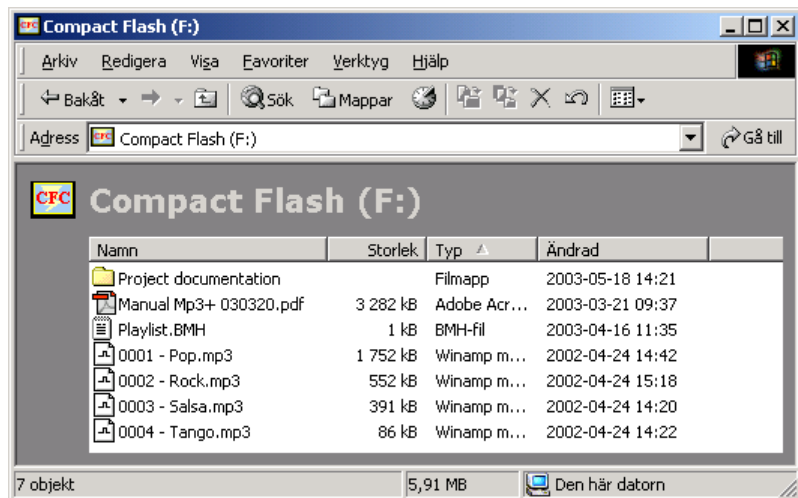 Compact Flash (F:)
Arkiv Redigera Visa Favoriter Verktyg Hjälp
Bakåt Sök Mappar
Adress Compact Flash (F:) Gå till
CFC Compact Flash (F:)
Namn Storlek Typ Ändrad
Project documentation Filmapp 2003-05-18 14:21
Manual Mp3+ 030320.pdf 3 282 kB Adobe Acr... 2003-03-21 09:37
Playlist.BMH 1 kB BMH-fil 2003-04-16 11:35
0001 - Pop.mp3 1 752 kB Winamp m... 2002-04-24 14:42
0002 - Rock.mp3 552 kB Winamp m... 2002-04-24 15:18
0003 - Salsa.mp3 391 kB Winamp m... 2002-04-24 14:20
0004 - Tango.mp3 86 kB Winamp m... 2002-04-24 14:22
7 objekt 5,91 MB Den här datorn